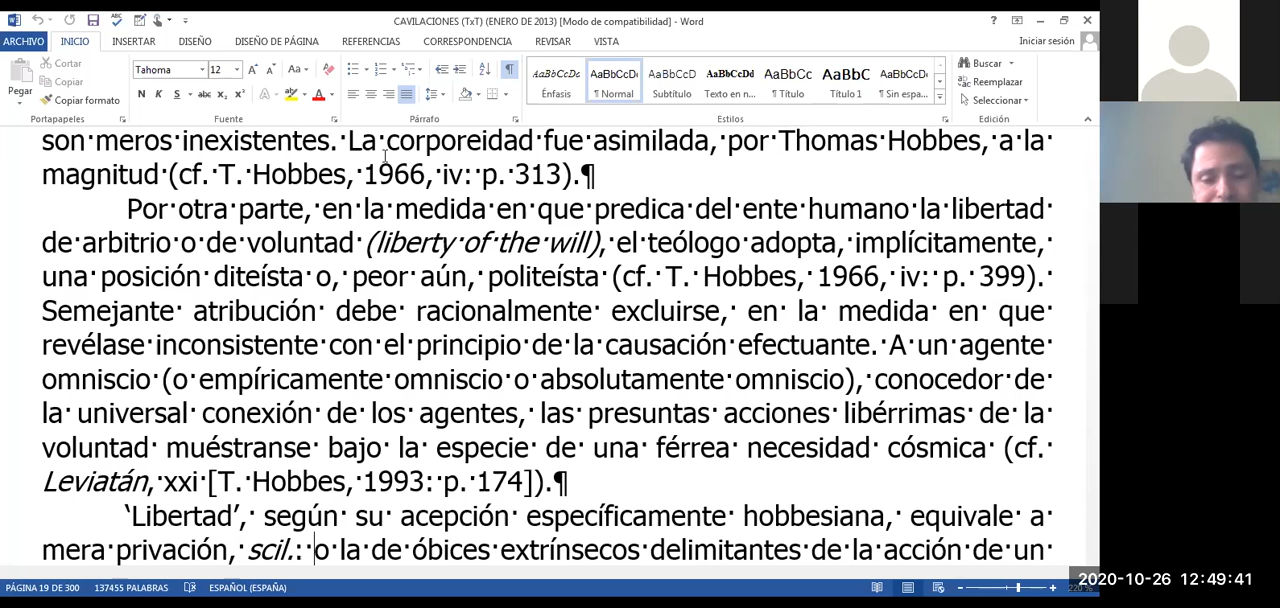 CAVILACIONES (TxT) (ENERO DE 2013) [Modo de compatibilidad] - Word
ARCHIVO INICIO INSERTAR DISEÑO DISEÑO DE PÁGINA REFERENCIAS CORRESPONDENCIA REVISAR VISTA Iniciar sesión
Pegar
Cortar
Copiar
Copiar formato
Portapapeles
Tahoma 12
N K S abc x₂ x²
Fuente
Párrafo
AaBbCcDc AaBbCcDc AaBbCcD AaBbCcDd AaBbCc AaBbC AaBbCcDc
Énfasis ¶ Normal Subtítulo Texto en n... ¶ Título Título 1 ¶ Sin espa...
Estilos
Buscar
Reemplazar
Seleccionar
Edición
son meros inexistentes. La corporeidad fue asimilada, por Thomas Hobbes, a la
magnitud (cf. T. Hobbes, 1966, iv: p. 313).¶
Por otra parte, en la medida en que predica del ente humano la libertad
de arbitrio o de voluntad (liberty of the will), el teólogo adopta, implícitamente,
una posición diteísta o, peor aún, politeísta (cf. T. Hobbes, 1966, iv: p. 399).
Semejante atribución debe racionalmente excluirse, en la medida en que
revélase inconsistente con el principio de la causación efectuante. A un agente
omniscio (o empíricamente omniscio o absolutamente omniscio), conocedor de
la universal conexión de los agentes, las presuntas acciones libérrimas de la
voluntad muéstranse bajo la especie de una férrea necesidad cósmica (cf.
Leviatán, xxi [T. Hobbes, 1993: p. 174]).¶
‘Libertad’, según su acepción específicamente hobbesiana, equivale a
mera privación, scil.: o la de óbices extrínsecos delimitantes de la acción de un
PÁGINA 19 DE 300 137455 PALABRAS ESPAÑOL (ESPAÑA) 220 %
2020-10-26 12:49:41